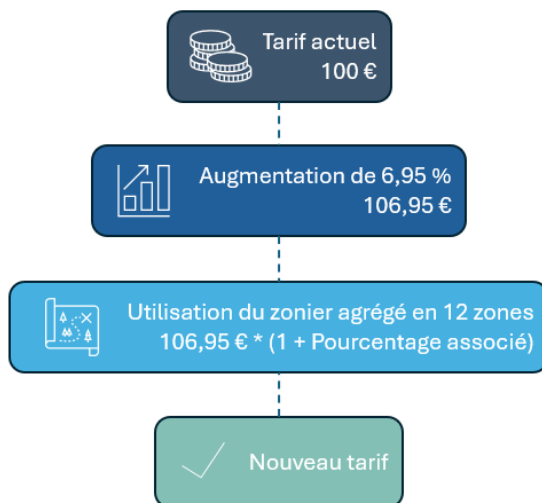 Tarif actuel
100 €
Augmentation de 6,95 %
106,95 €
Utilisation du zonier agrégé en 12 zones
106,95 € * (1 + Pourcentage associé)
Nouveau tarif